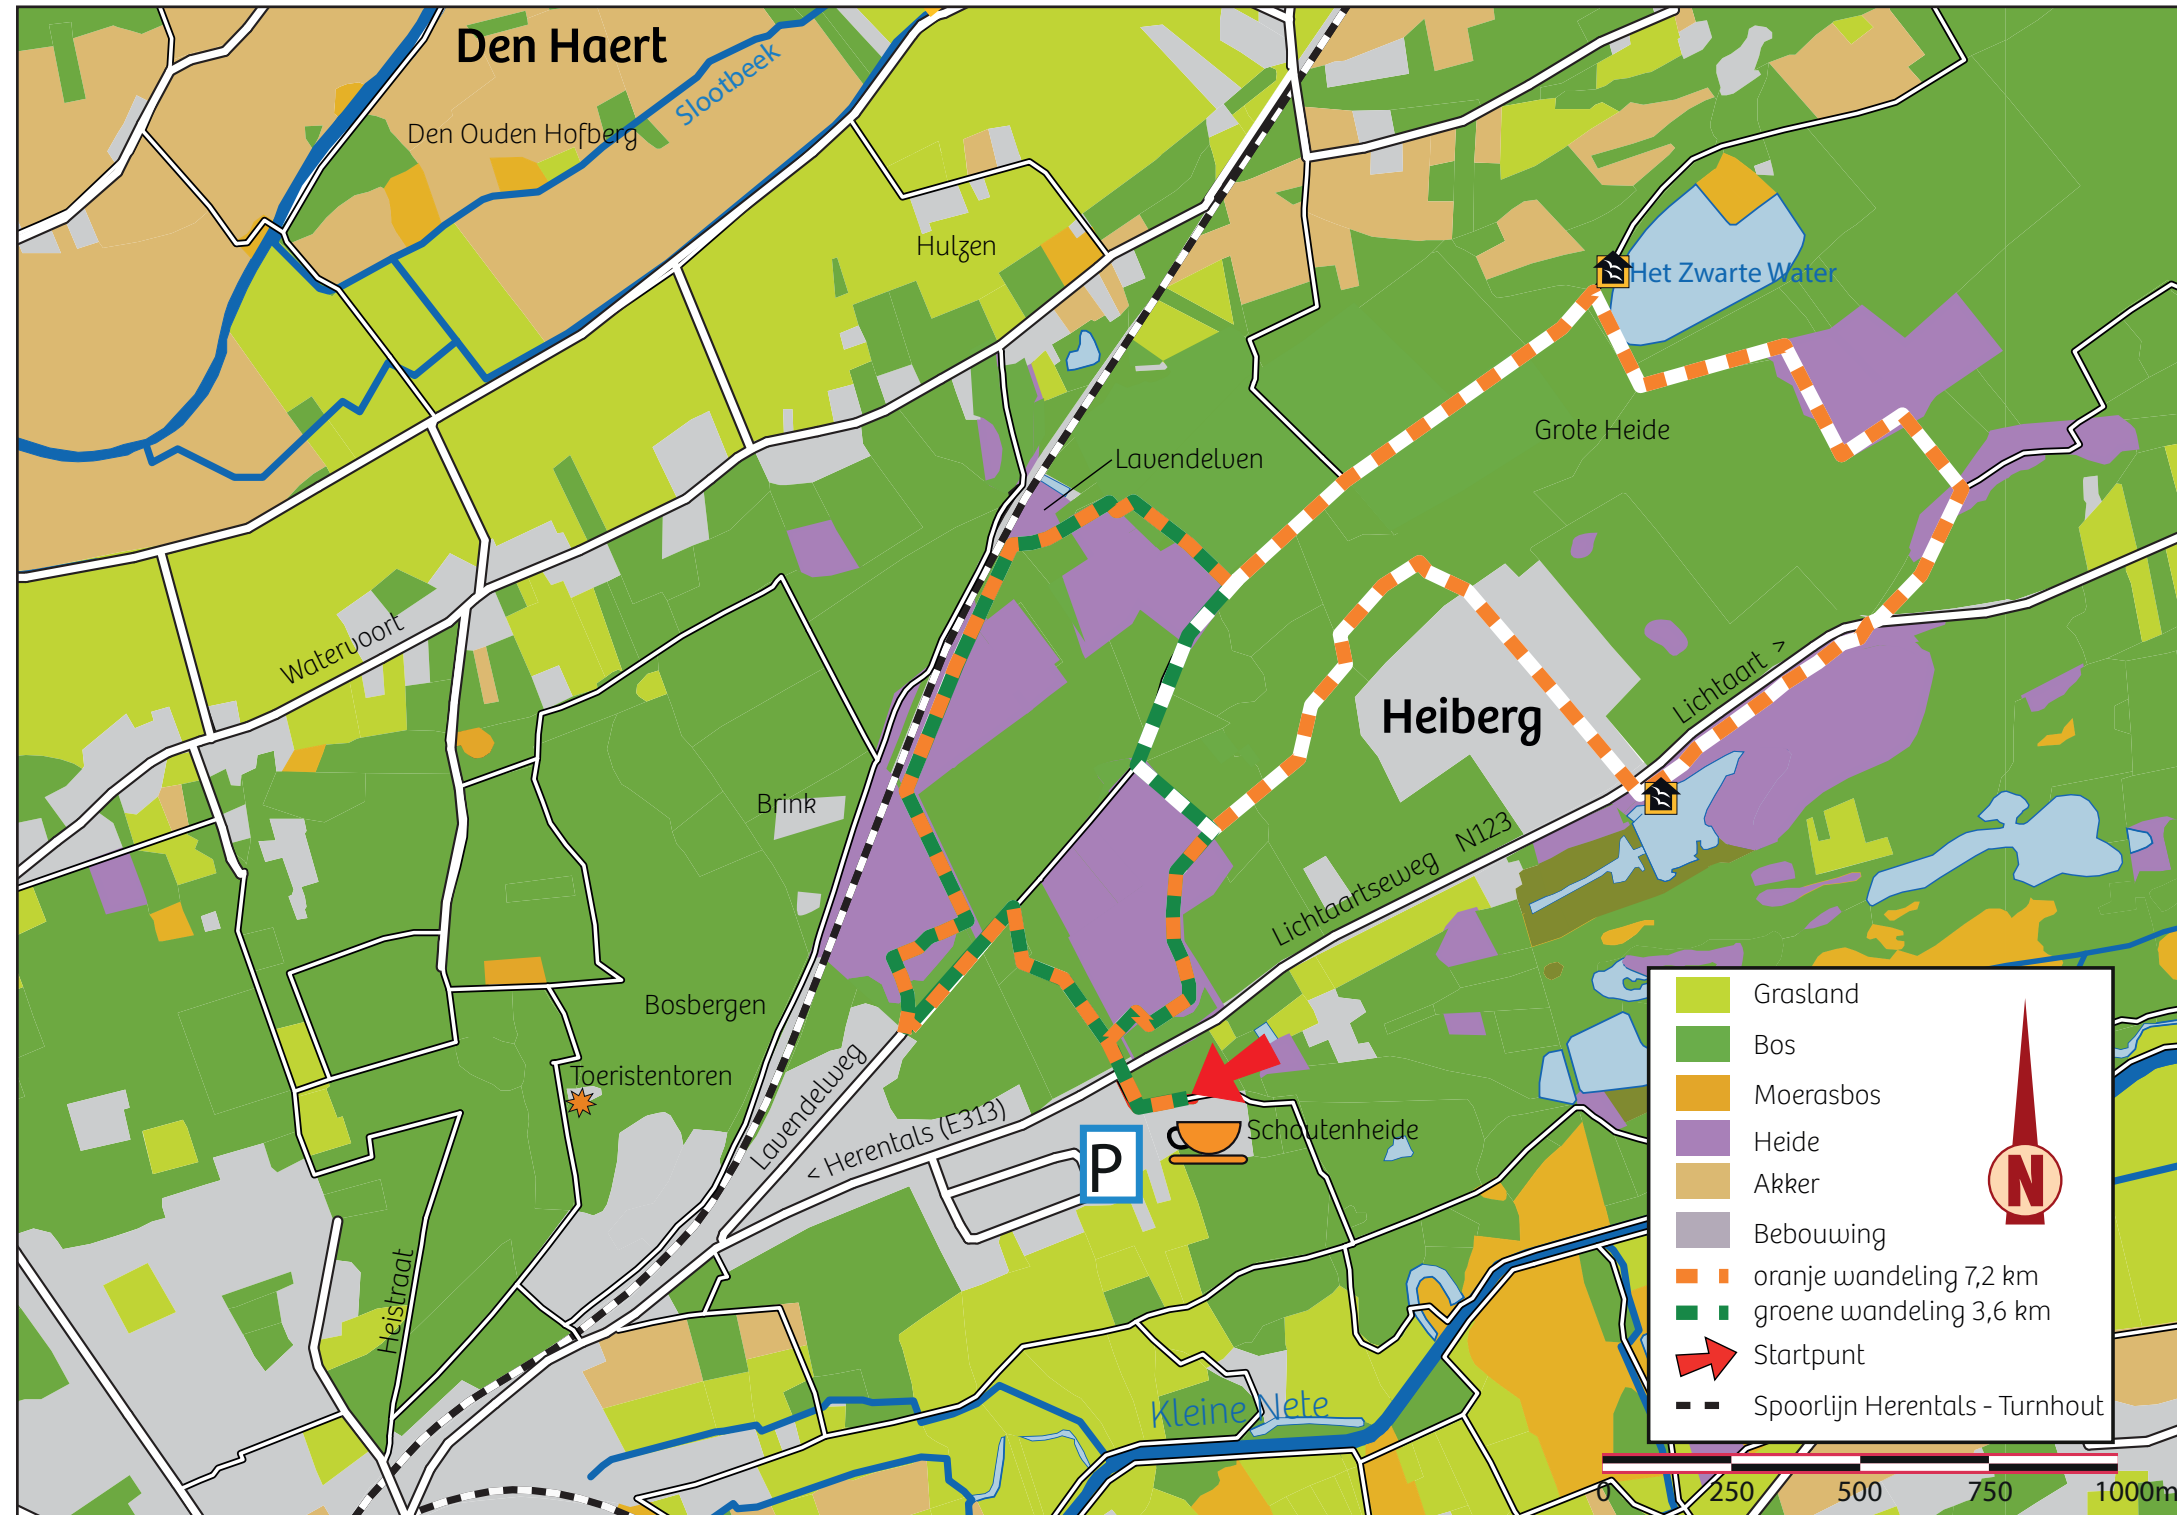 Den Haert
Slootbeek
Den Ouden Hofberg
Hulzen
Het Zwarte Water
Grote Heide
Lavendelven
Watervoort
Lichtaart >
Heiberg
Brink
Lichtaartseweg N123
Bosbergen
Toeristentoren
Lavendelweg
< Herentals (E313)
Schoutenheide
P
Heistraat
Kleine Nete
Grasland
Bos
Moerasbos
Heide
Akker
Bebouwing
oranje wandeling 7,2 km
groene wandeling 3,6 km
Startpunt
Spoorlijn Herentals - Turnhout
N
0 250 500 750 1000m